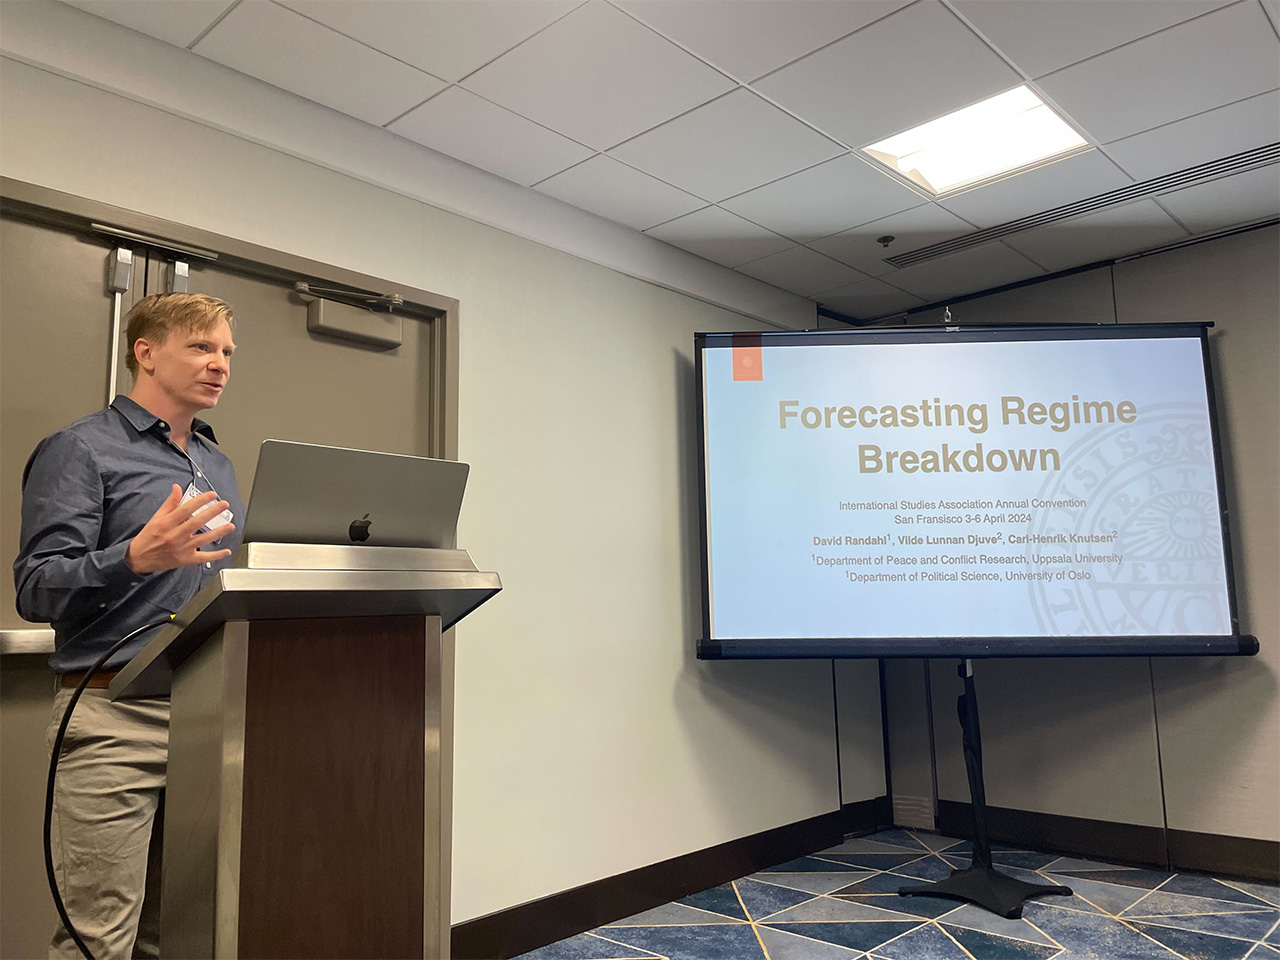 Forecasting Regime
Breakdown
International Studies Association Annual Convention
San Fransisco 3-6 April 2024
David Randahl¹, Vilde Lunnan Djuve², Carl-Henrik Knutsen²
¹Department of Peace and Conflict Research, Uppsala University
¹Department of Political Science, University of Oslo